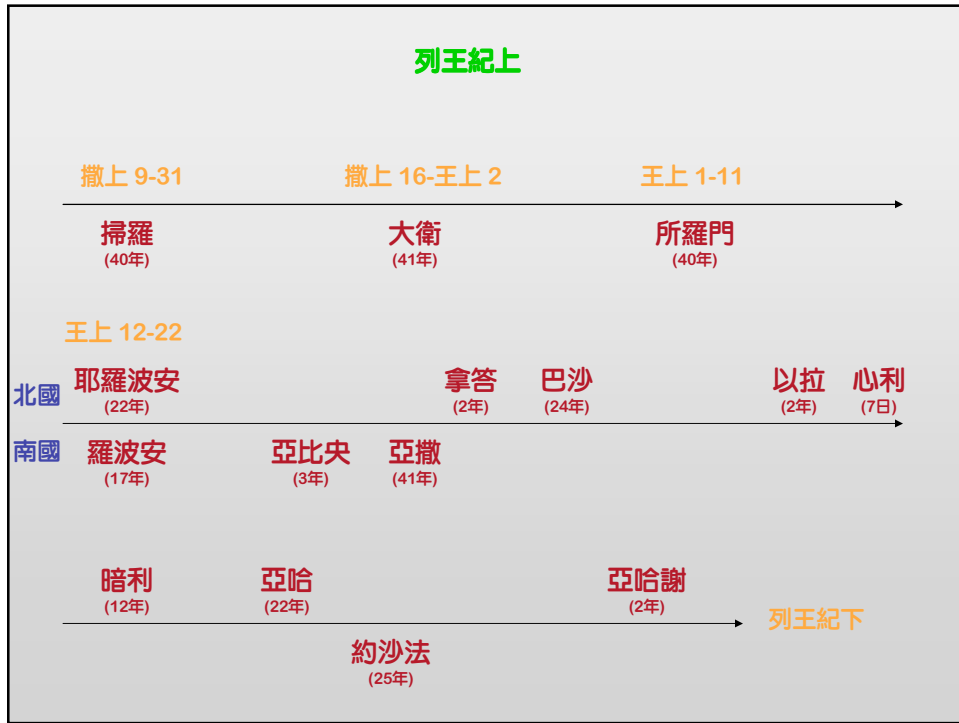 列王紀上
撒上 9-31 撒上 16-王上 2 王上 1-11
掃羅 大衛 所羅門
(40年) (41年) (40年)
王上 12-22
北國 耶羅波安 拿答 巴沙 以拉 心利
(22年) (2年) (24年) (2年) (7日)
南國 羅波安 亞比央 亞撒
(17年) (3年) (41年)
暗利 亞哈 亞哈謝
(12年) (22年) (2年)
列王紀下
約沙法
(25年)